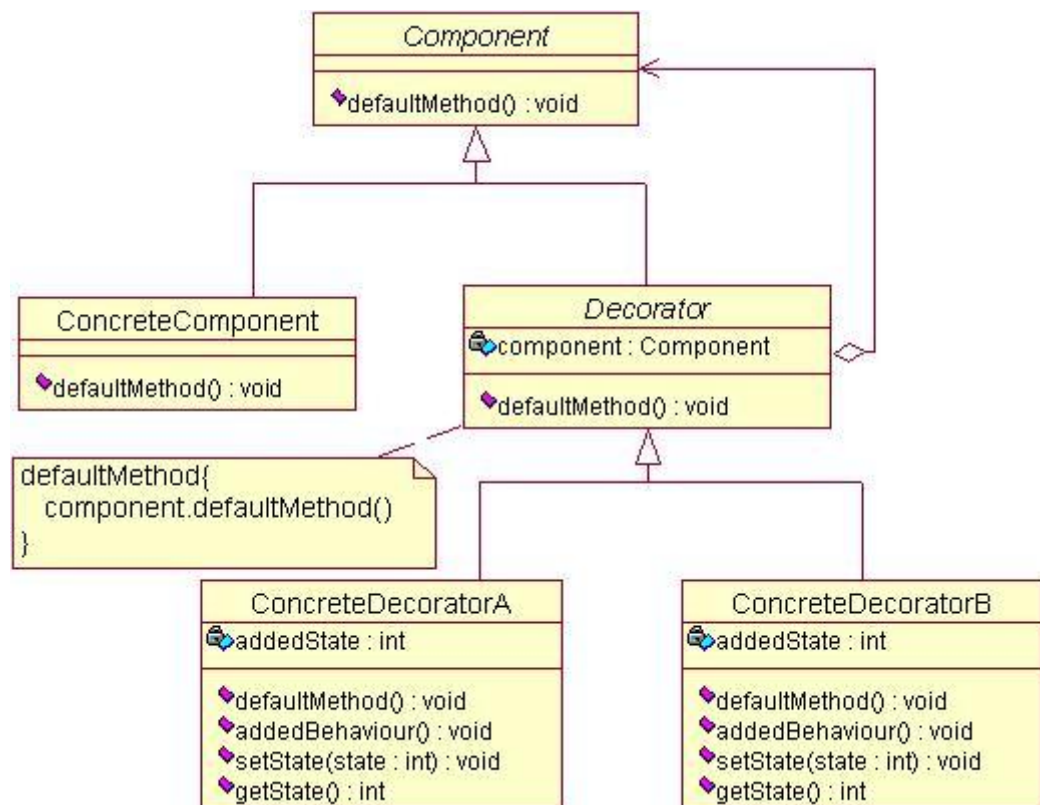 Component
defaultMethod() : void
ConcreteComponent
defaultMethod() : void
Decorator
component : Component
defaultMethod() : void
defaultMethod{
component.defaultMethod()
}
ConcreteDecoratorA
addedState : int
defaultMethod() : void
addedBehaviour() : void
setState(state : int) : void
getState() : int
ConcreteDecoratorB
addedState : int
defaultMethod() : void
addedBehaviour() : void
setState(state : int) : void
getState() : int